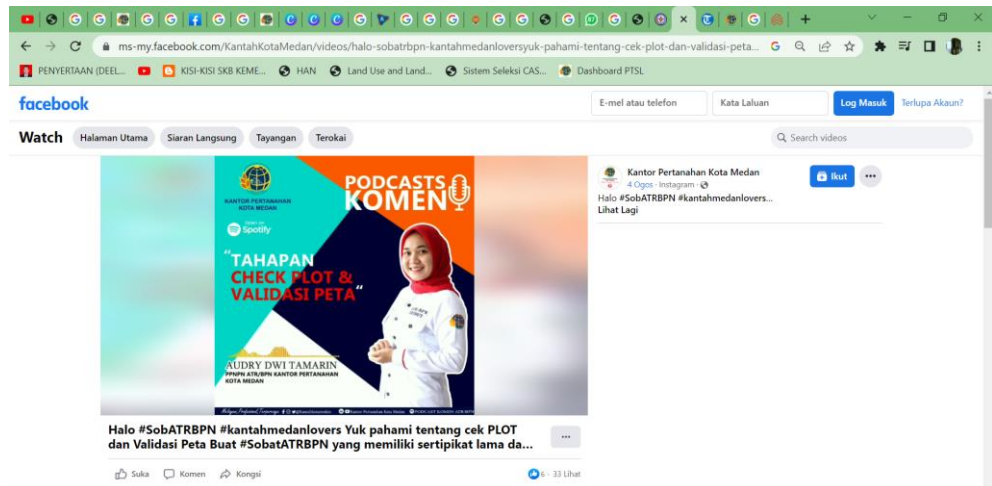 ms-my.facebook.com/KantahKotaMedan/videos/halo-sobatrbpn-kantahmedanloversyuk-pahami-tentang-cek-plot-dan-validasi-peta...
PENYERTAAN (DEEL...
KISI-KISI SKB KEME...
HAN
Land Use and Land...
Sistem Seleksi CAS...
Dashboard PTSL
facebook
E-mel atau telefon
Kata Laluan
Log Masuk
Terlupa Akaun?
Watch
Halaman Utama
Siaran Langsung
Tayangan
Terokai
Search videos
KANTOR PERTANAHAN
KOTA MEDAN
Spotify
PODCASTS
KOMEN
"TAHAPAN
CHECK PLOT &
VALIDASI PETA"
AUDRY DWI TAMARIN
PPNPN ATR/BPN KANTOR PERTANAHAN
KOTA MEDAN
Kantor Pertanahan Kota Medan
4 Ogos · Instagram ·
Ikut
Halo #SobATRBPN #kantahmedanlovers...
Lihat Lagi
Halo #SobATRBPN #kantahmedanlovers Yuk pahami tentang cek PLOT
dan Validasi Peta Buat #SobatATRBPN yang memiliki sertipikat lama da...
Suka
Komen
Kongsi
6 · 33 Lihat